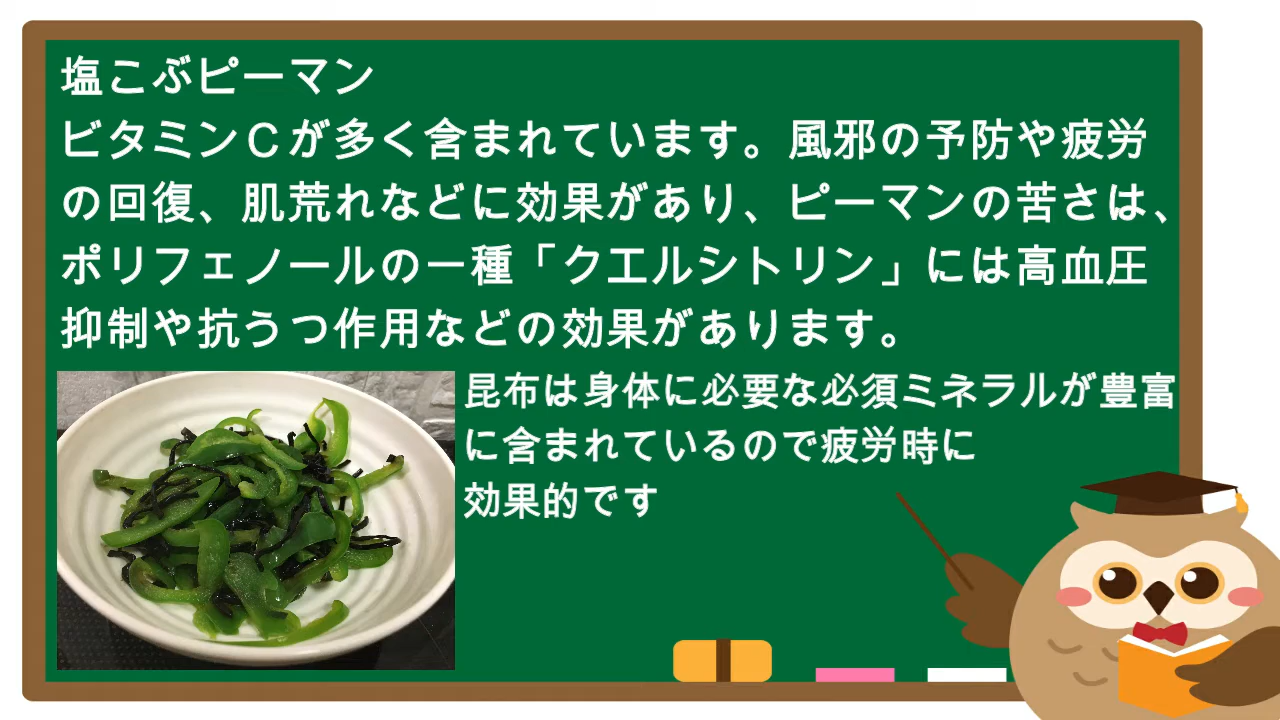 塩こぶピーマン
ビタミンＣが多く含まれています。風邪の予防や疲労
の回復、肌荒れなどに効果があり、ピーマンの苦さは、
ポリフェノールの一種「クエルシトリン」には高血圧
抑制や抗うつ作用などの効果があります。
昆布は身体に必要な必須ミネラルが豊富
に含まれているので疲労時に
効果的です